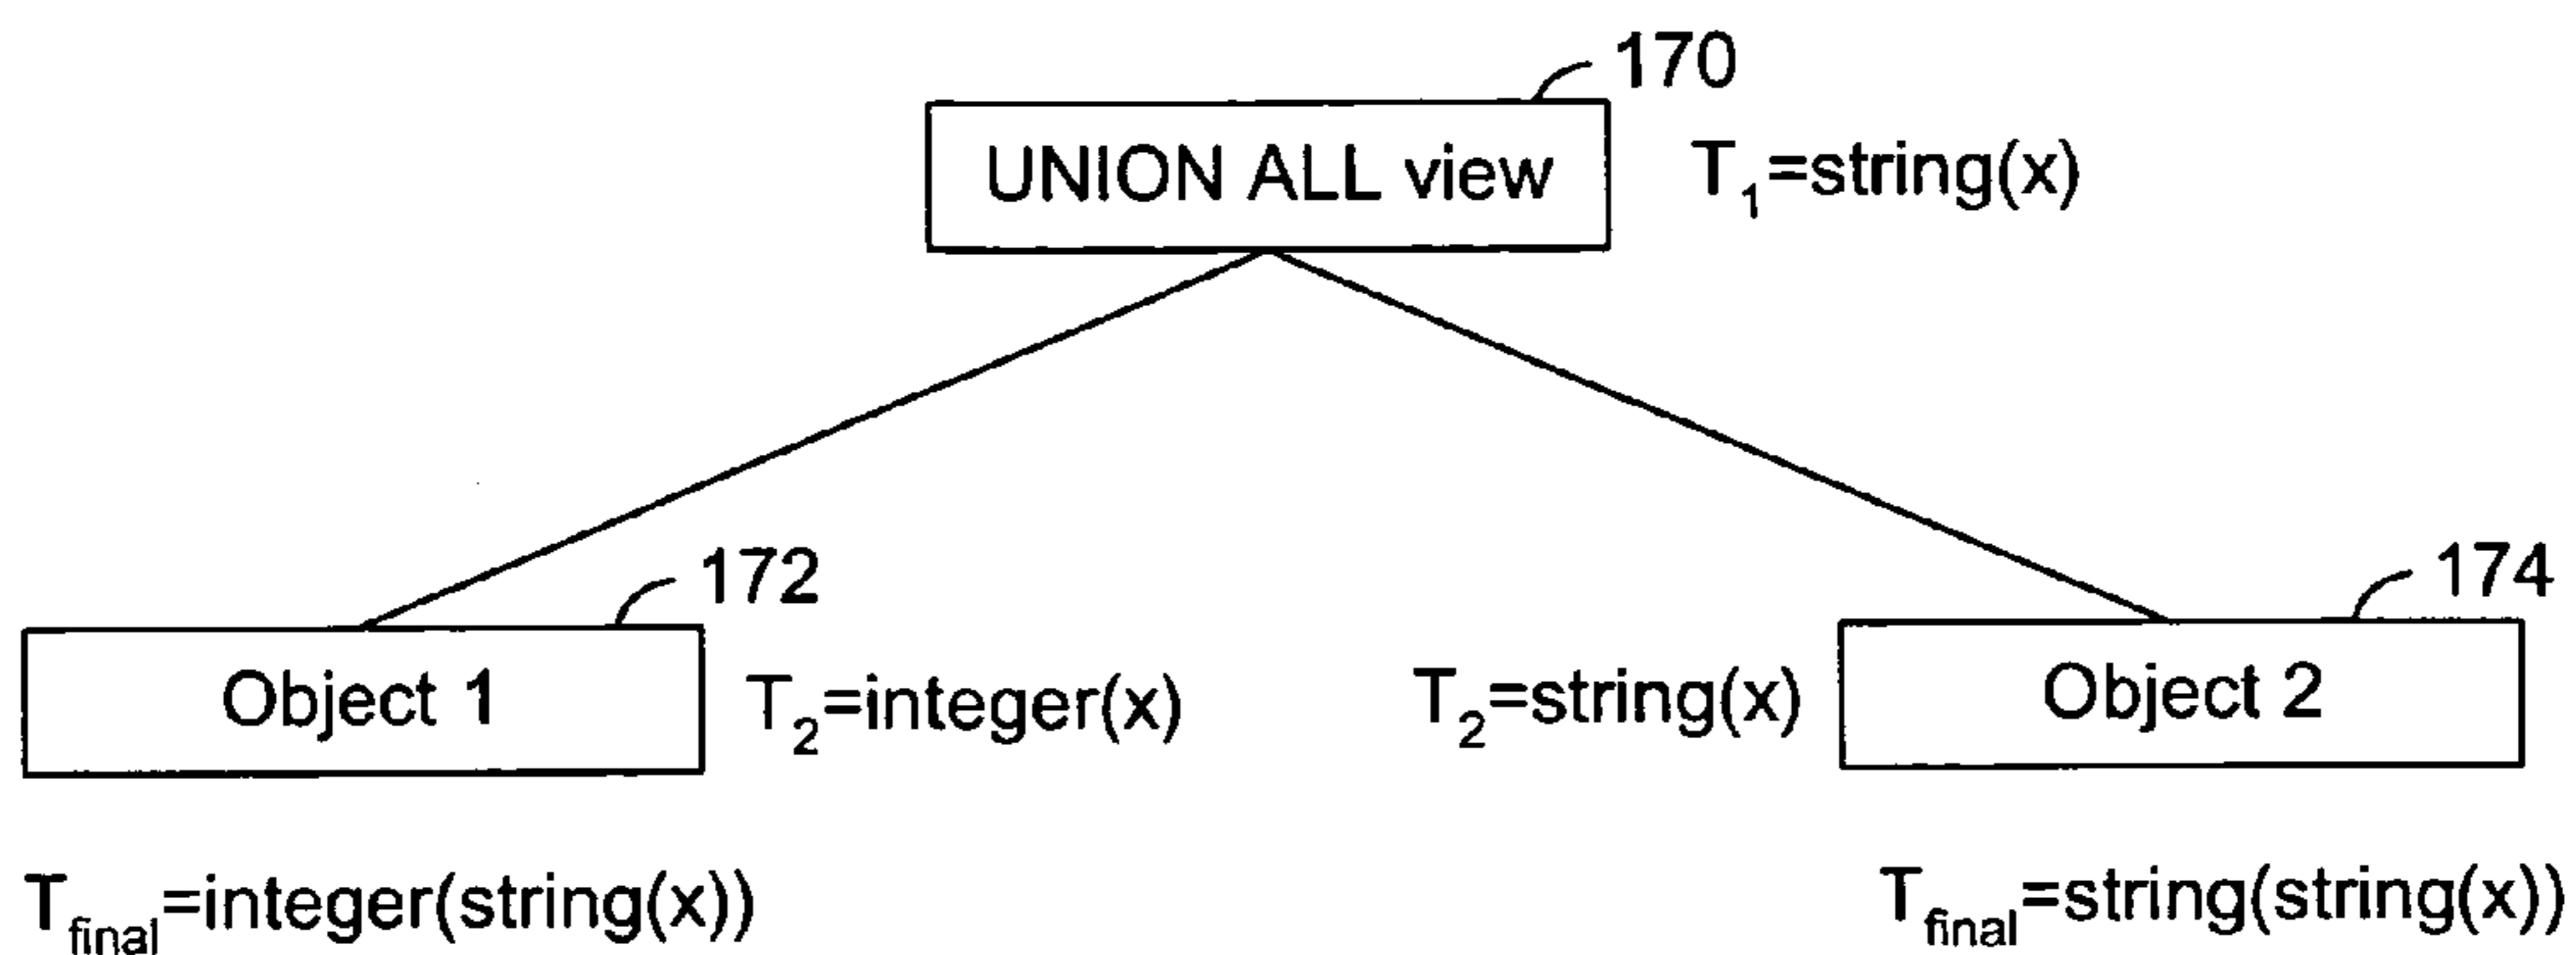 170
UNION ALL view T1=string(x)
172 174
Object 1 T2=integer(x) T2=string(x) Object 2
Tfinal=integer(string(x)) Tfinal=string(string(x))